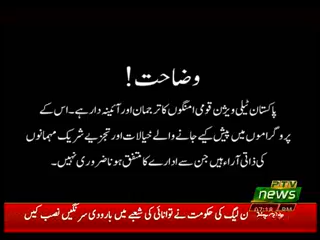 وضاحت!
پاکستان ٹیلی ویژن قومی امنگوں کا ترجمان اور آئینہ دار ہے۔ اس کے
پروگراموں میں پیش کیے جانے والے خیالات اور تجزیے شریک مہمانوں
کی ذاتی آراء ہیں جن سے ادارے کا متفق ہونا ضروری نہیں۔
PTV
news
ن لیگ کی حکومت نے توانائی کی شعبے میں بارودی سرنگیں نصب کیں